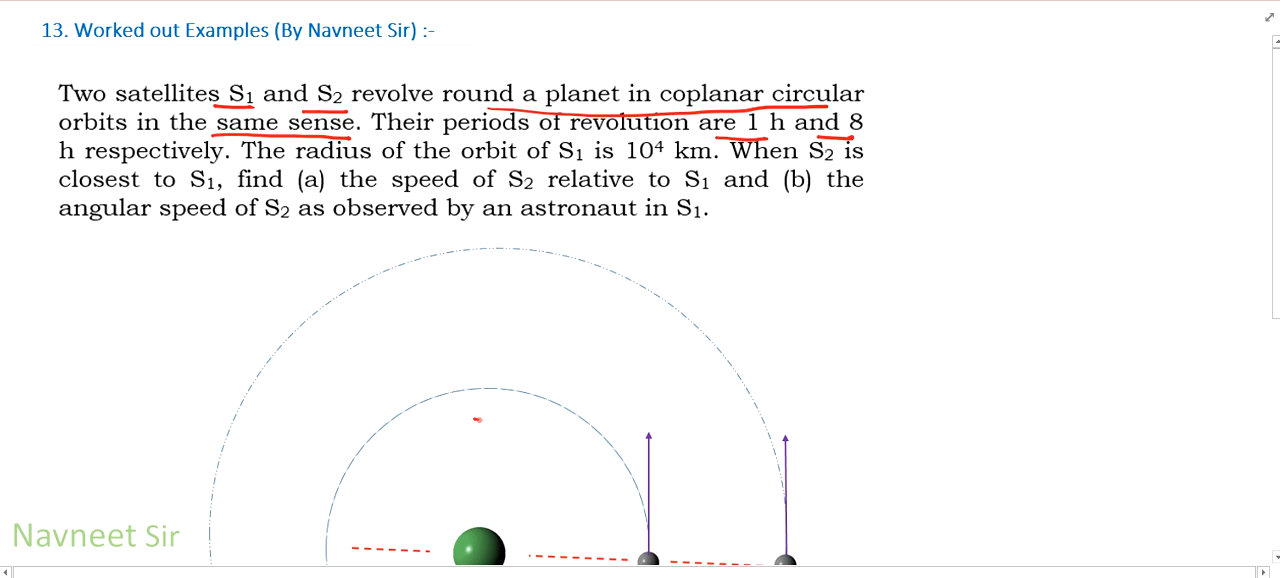 13. Worked out Examples (By Navneet Sir) :-
Two satellites S₁ and S₂ revolve round a planet in coplanar circular
orbits in the same sense. Their periods of revolution are 1 h and 8
h respectively. The radius of the orbit of S₁ is 10⁴ km. When S₂ is
closest to S₁, find (a) the speed of S₂ relative to S₁ and (b) the
angular speed of S₂ as observed by an astronaut in S₁.
Navneet Sir